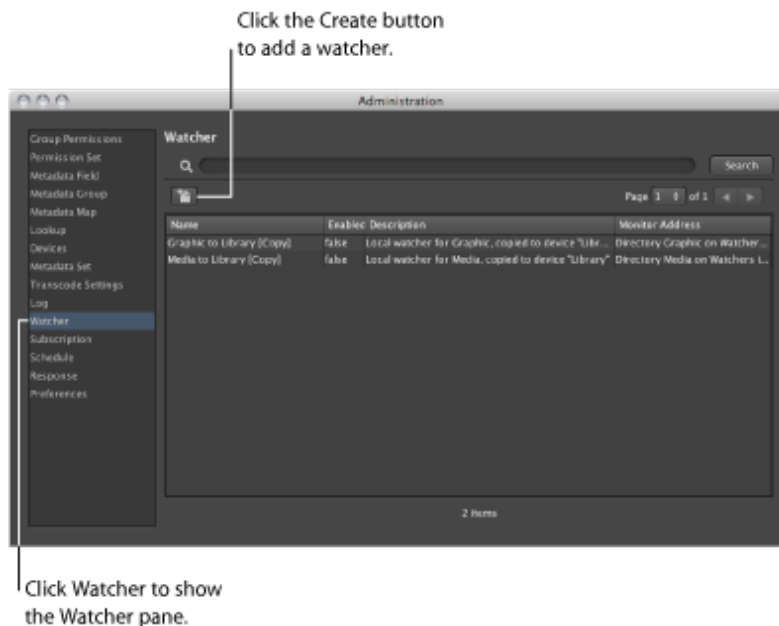 Click the Create button
to add a watcher.
Administration
Group Permissions
Permission Set
Metadata Field
Metadata Group
Metadata Map
Lookup
Devices
Metadata Set
Transcode Settings
Log
Watcher
Subscription
Schedule
Response
Preferences
Watcher
Search
Page 1 of 1
Name Enabled Description Monitor Address
Graphic to Library (Copy) false Local watcher for Graphic, copied to device "Libr... Directory Graphic on Watcher...
Media to Library (Copy) false Local watcher for Media, copied to device "Library" Directory Media on Watchers i...
2 Items
Click Watcher to show
the Watcher pane.